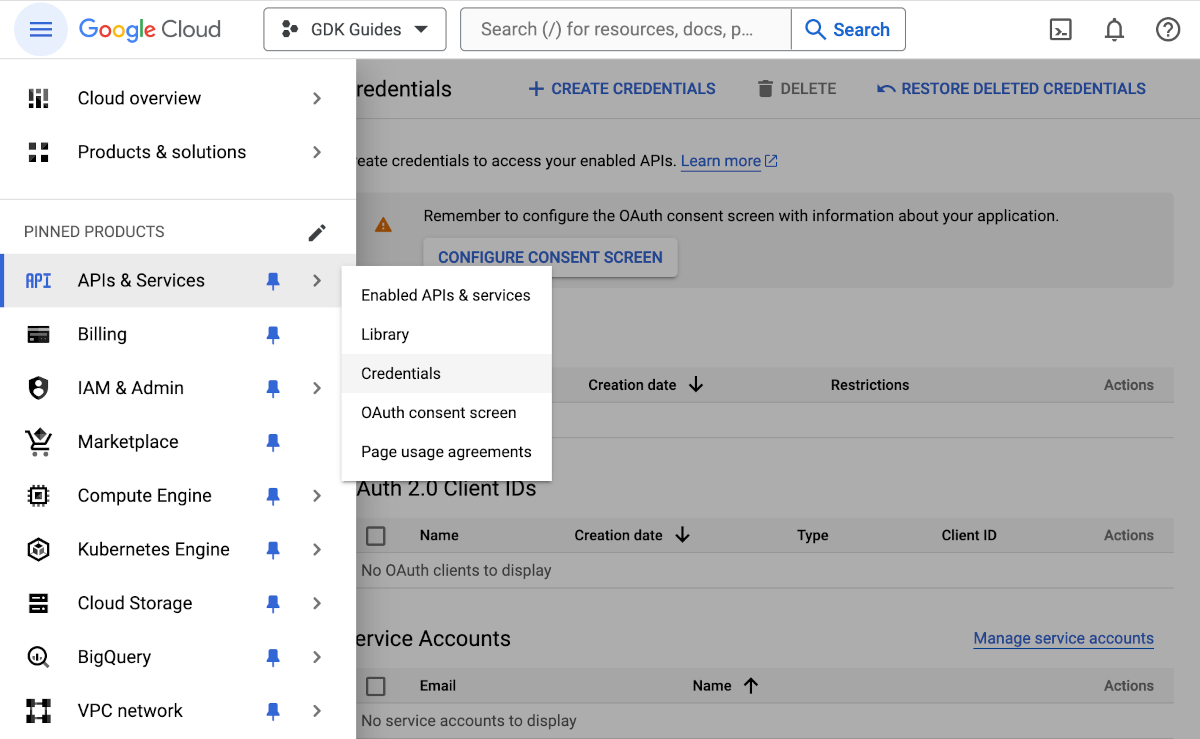 Google Cloud
GDK Guides
Search (/) for resources, docs, p...
Search
Cloud overview
Products & solutions
PINNED PRODUCTS
API APIs & Services
Billing
IAM & Admin
Marketplace
Compute Engine
Kubernetes Engine
Cloud Storage
BigQuery
VPC network
Enabled APIs & services
Library
Credentials
OAuth consent screen
Page usage agreements
redentials
CREATE CREDENTIALS
DELETE
RESTORE DELETED CREDENTIALS
eate credentials to access your enabled APIs. Learn more
Remember to configure the OAuth consent screen with information about your application.
CONFIGURE CONSENT SCREEN
Creation date Restrictions Actions
Auth 2.0 Client IDs
Name Creation date Type Client ID Actions
No OAuth clients to display
ervice Accounts
Manage service accounts
Email Name Actions
No service accounts to display